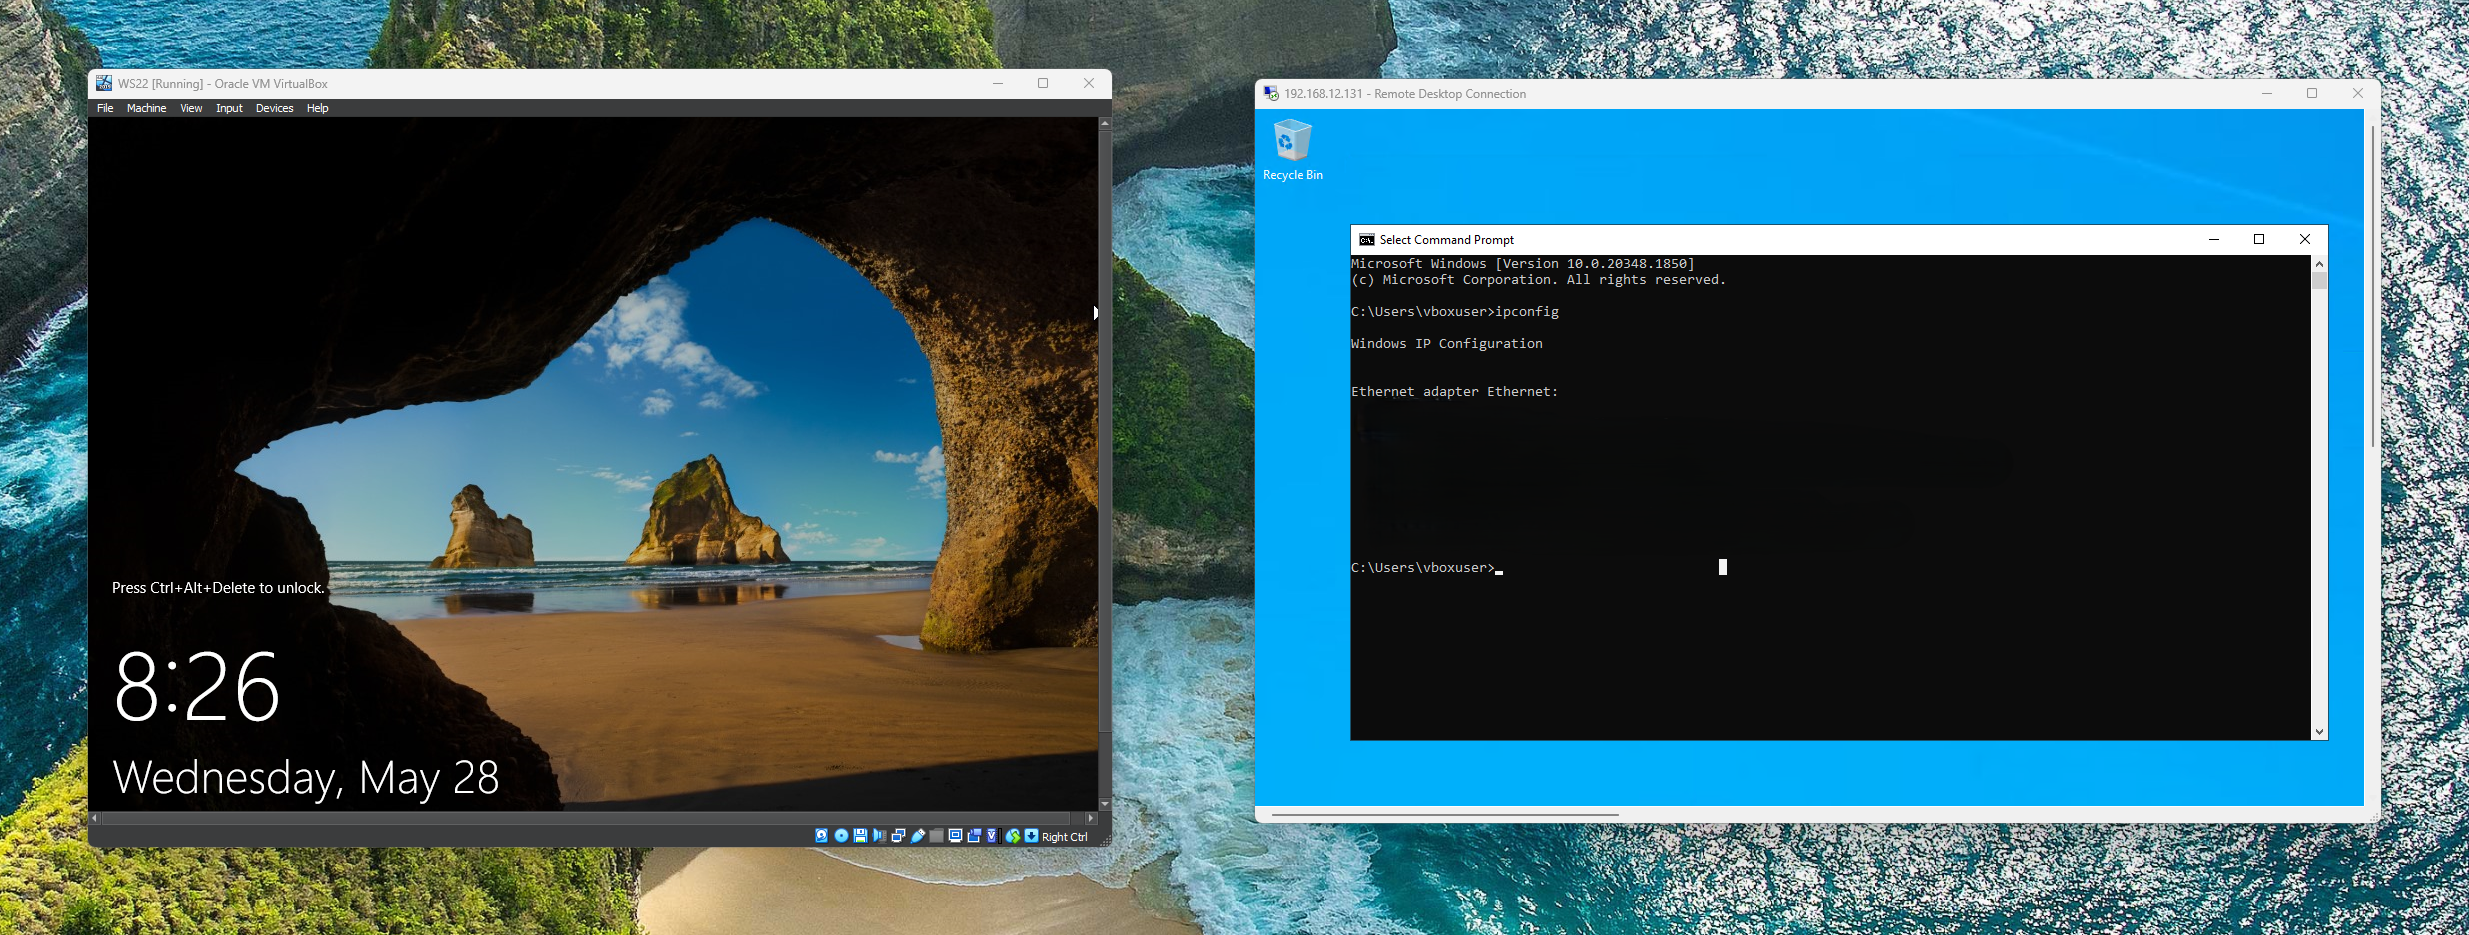 WS22 [Running] - Oracle VM VirtualBox
File Machine View Input Devices Help
Press Ctrl+Alt+Delete to unlock.
8:26
Wednesday, May 28
Right Ctrl
192.168.12.131 - Remote Desktop Connection
Recycle Bin
Select Command Prompt
Microsoft Windows [Version 10.0.20348.1850]
(c) Microsoft Corporation. All rights reserved.
C:\Users\vboxuser>ipconfig
Windows IP Configuration
Ethernet adapter Ethernet:
C:\Users\vboxuser>